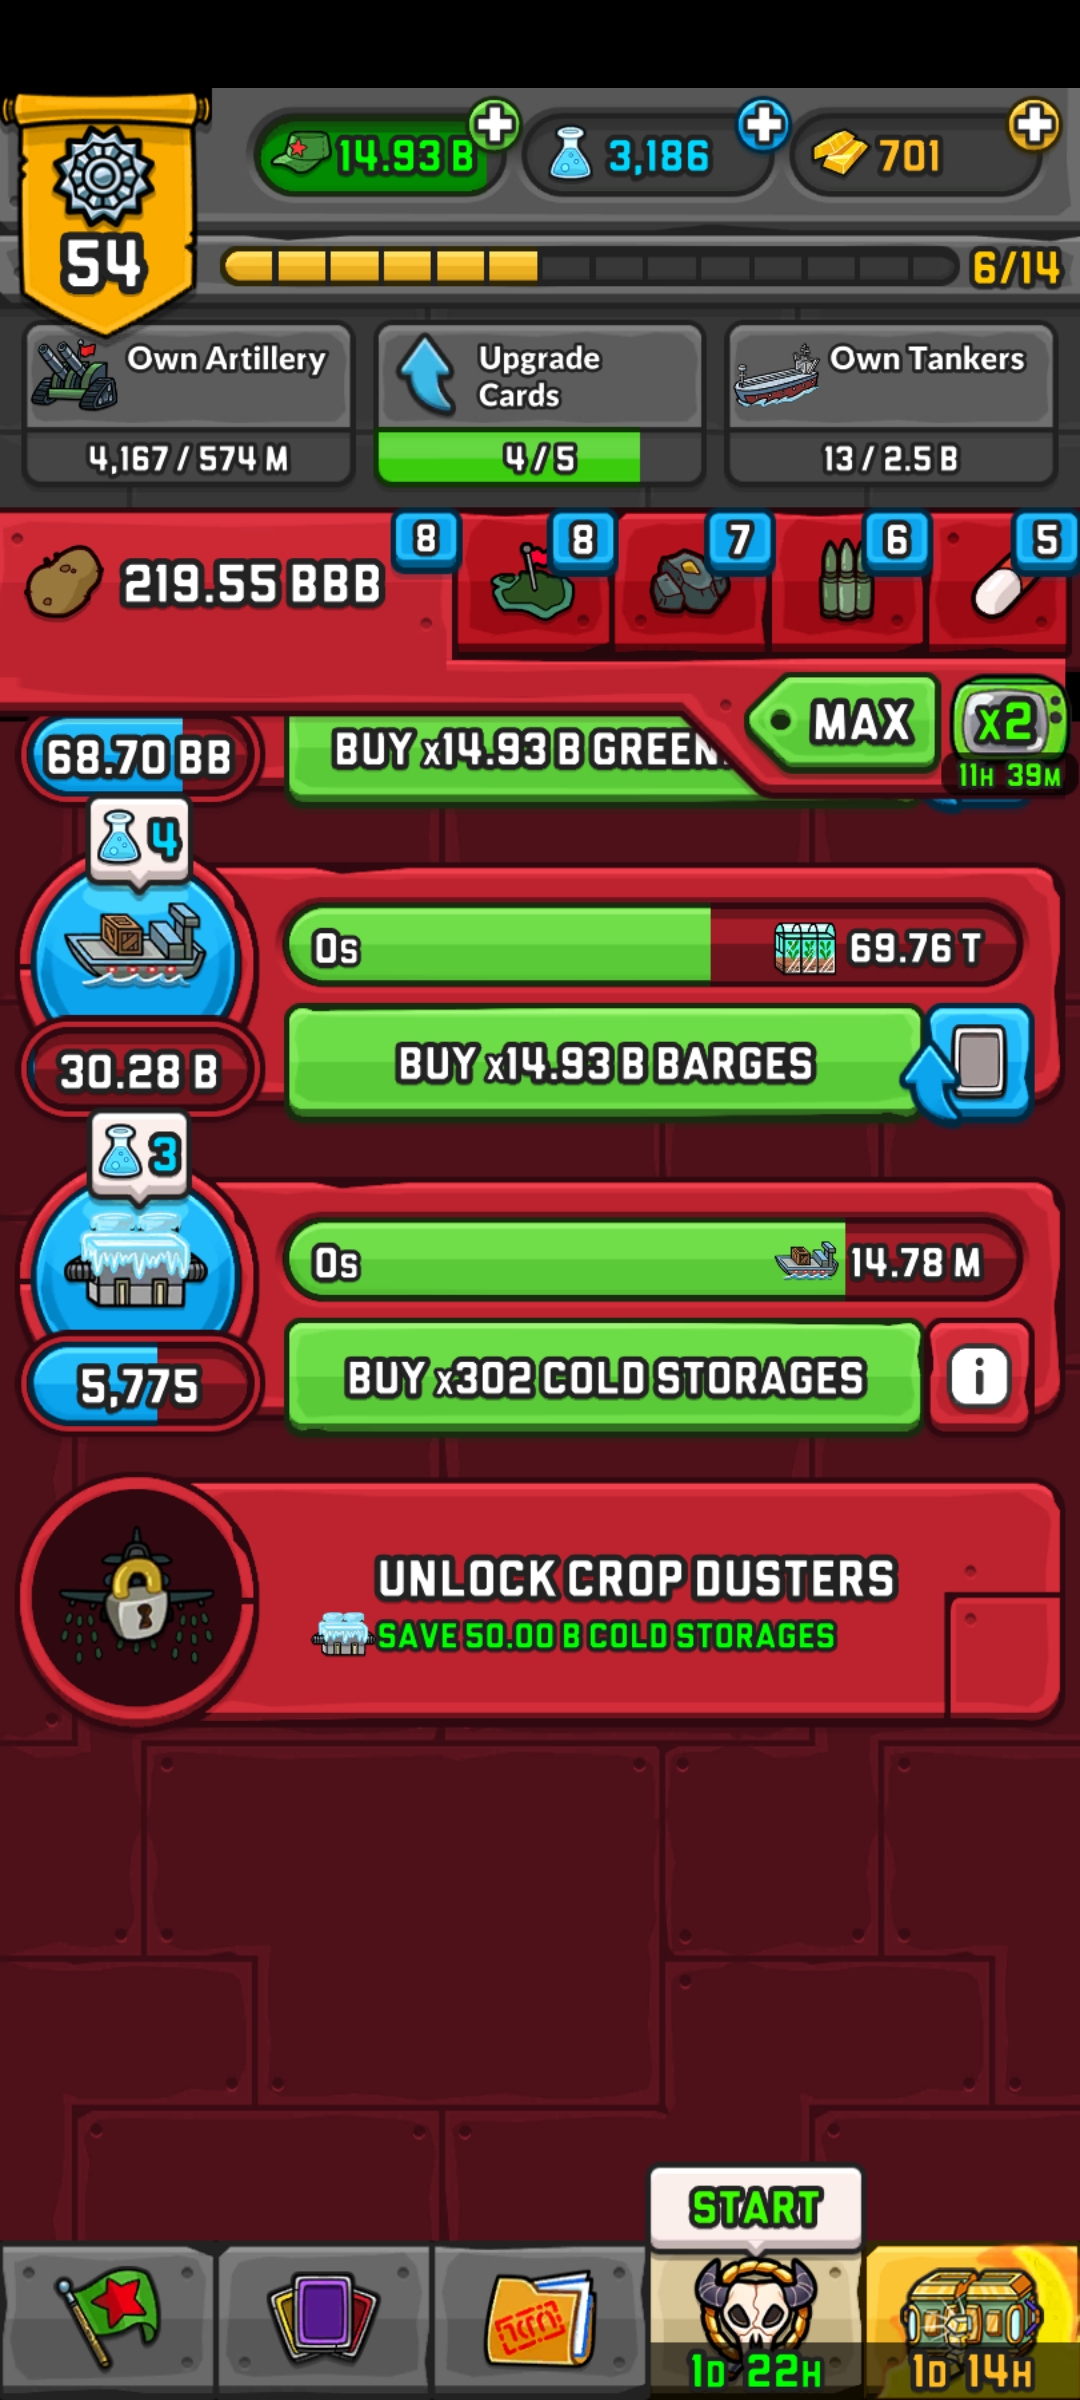 14.93 B
3,186
701
54
6/14
Own Artillery
Upgrade
Cards
Own Tankers
4,167 / 574 M
4 / 5
13 / 2.5 B
219.55 BBB
8
8
7
6
5
MAX
x2
11H 39M
68.70 BB
BUY x14.93 B GREEN
4
0s
69.76 T
30.28 B
BUY x14.93 B BARGES
3
0s
14.78 M
5,775
BUY x302 COLD STORAGES
i
UNLOCK CROP DUSTERS
SAVE 50.00 B COLD STORAGES
START
1D 22H
1D 14H